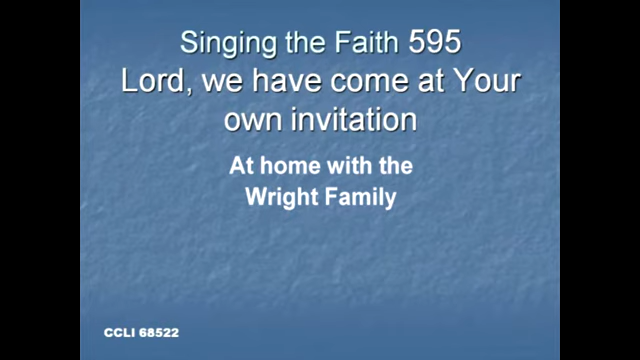 Singing the Faith 595
Lord, we have come at Your
own invitation
At home with the
Wright Family
CCLI 68522